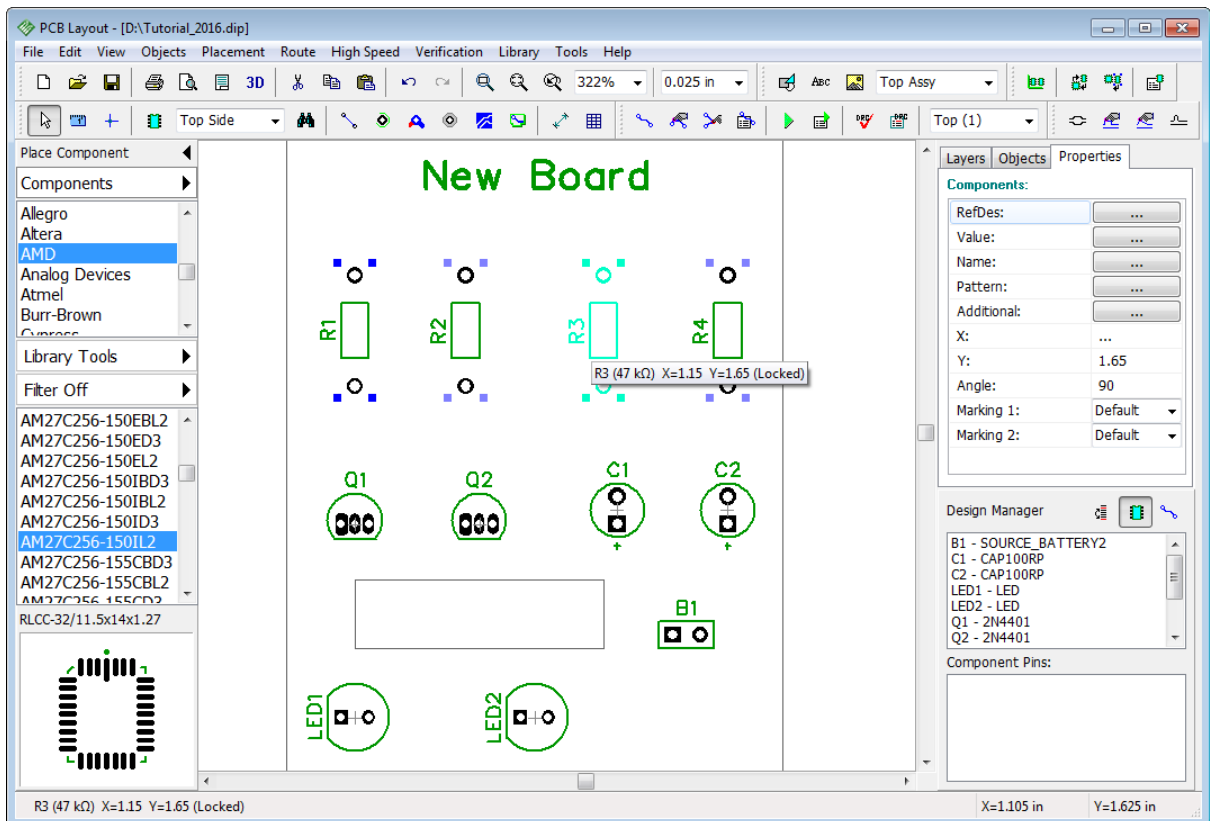 PCB Layout - [D:\Tutorial_2016.dip]
File Edit View Objects Placement Route High Speed Verification Library Tools Help
3D 322% 0.025 in ABC Top Assy
Top Side DRC DRC Top (1)
Place Component
Components
Allegro
Altera
AMD
Analog Devices
Atmel
Burr-Brown
Cypress
Library Tools
Filter Off
AM27C256-150EBL2
AM27C256-150ED3
AM27C256-150EL2
AM27C256-150IBD3
AM27C256-150IBL2
AM27C256-150ID3
AM27C256-150IL2
AM27C256-155CBD3
AM27C256-155CBL2
AM27C256-155CD3
RLCC-32/11.5x14x1.27
New Board
R1 R2 R3 R4
R3 (47 kΩ) X=1.15 Y=1.65 (Locked)
Q1 Q2 C1 C2
+ +
B1
LED1 LED2
Layers Objects Properties
Components:
RefDes: ...
Value: ...
Name: ...
Pattern: ...
Additional: ...
X: ...
Y: 1.65
Angle: 90
Marking 1: Default
Marking 2: Default
Design Manager
B1 - SOURCE_BATTERY2
C1 - CAP100RP
C2 - CAP100RP
LED1 - LED
LED2 - LED
Q1 - 2N4401
Q2 - 2N4401
Component Pins:
R3 (47 kΩ) X=1.15 Y=1.65 (Locked) X=1.105 in Y=1.625 in